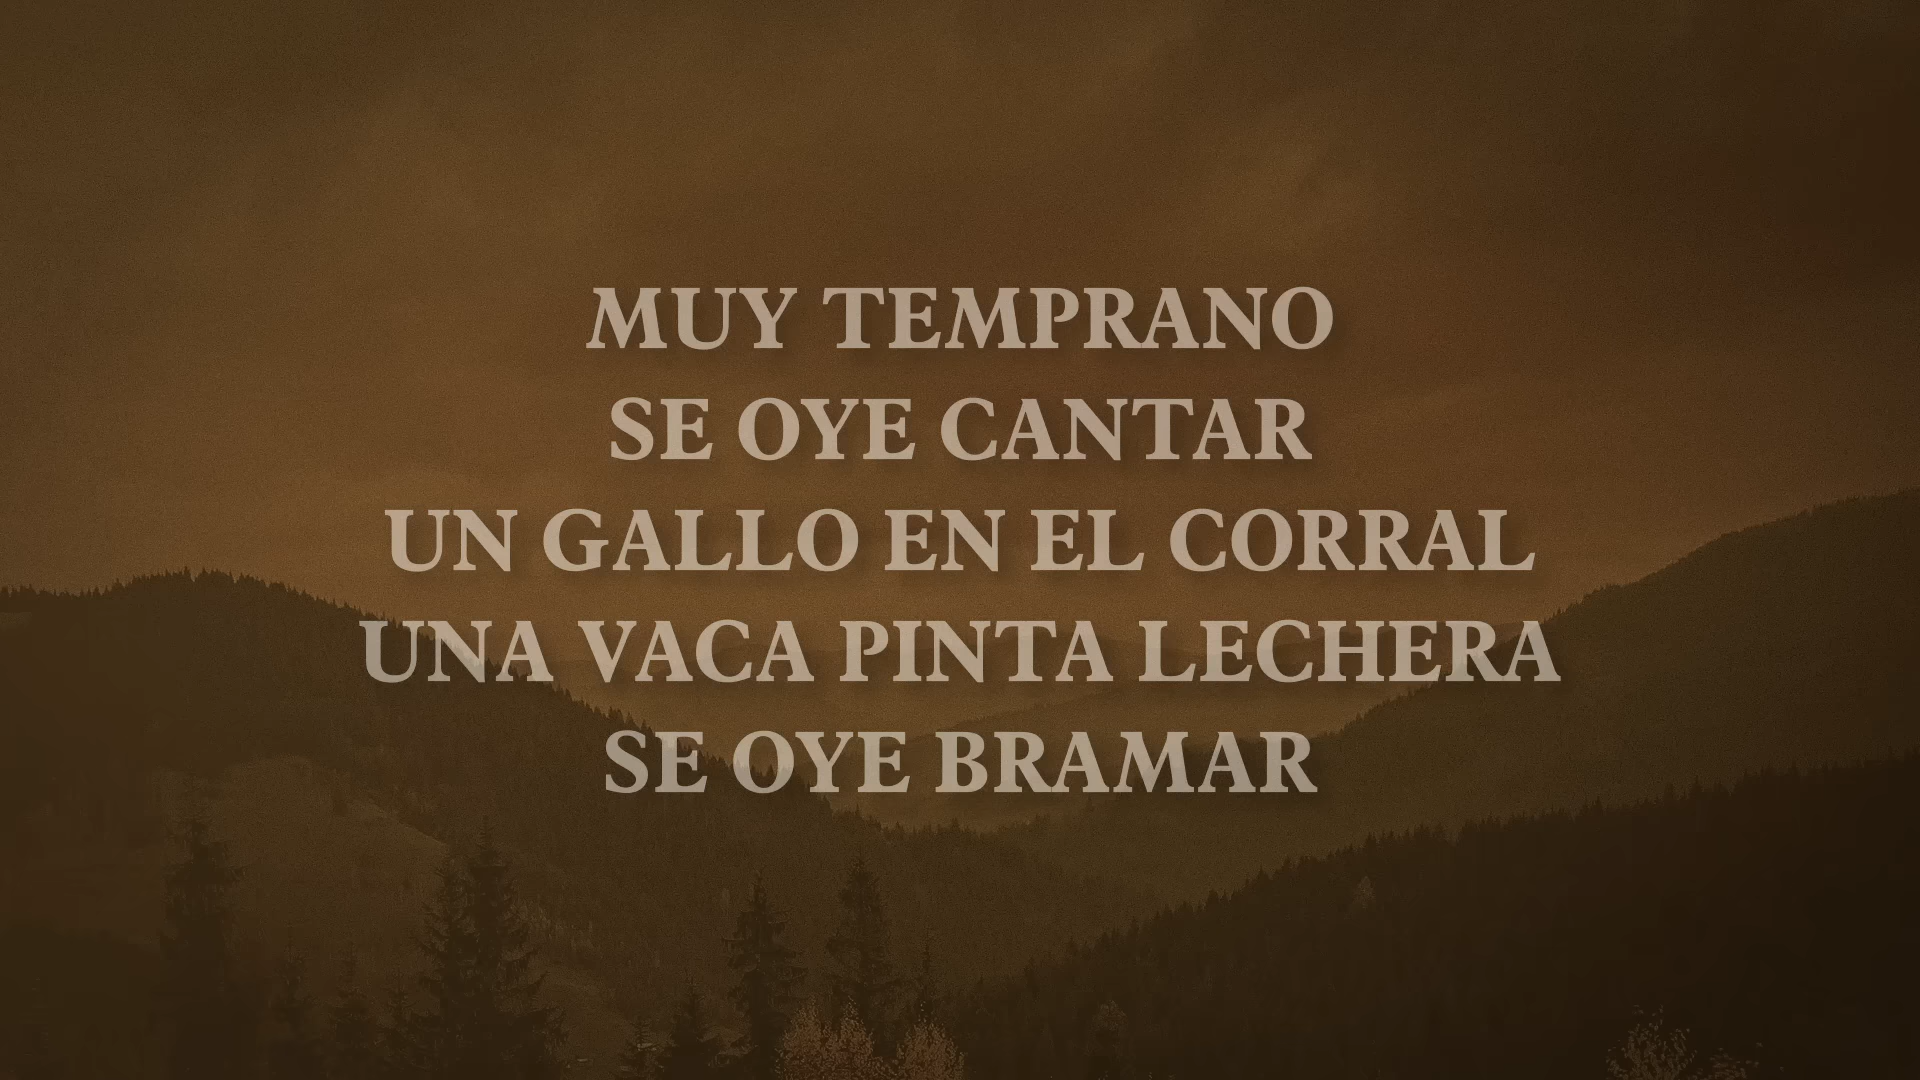 MUY TEMPRANO
SE OYE CANTAR
UN GALLO EN EL CORRAL
UNA VACA PINTA LECHERA
SE OYE BRAMAR